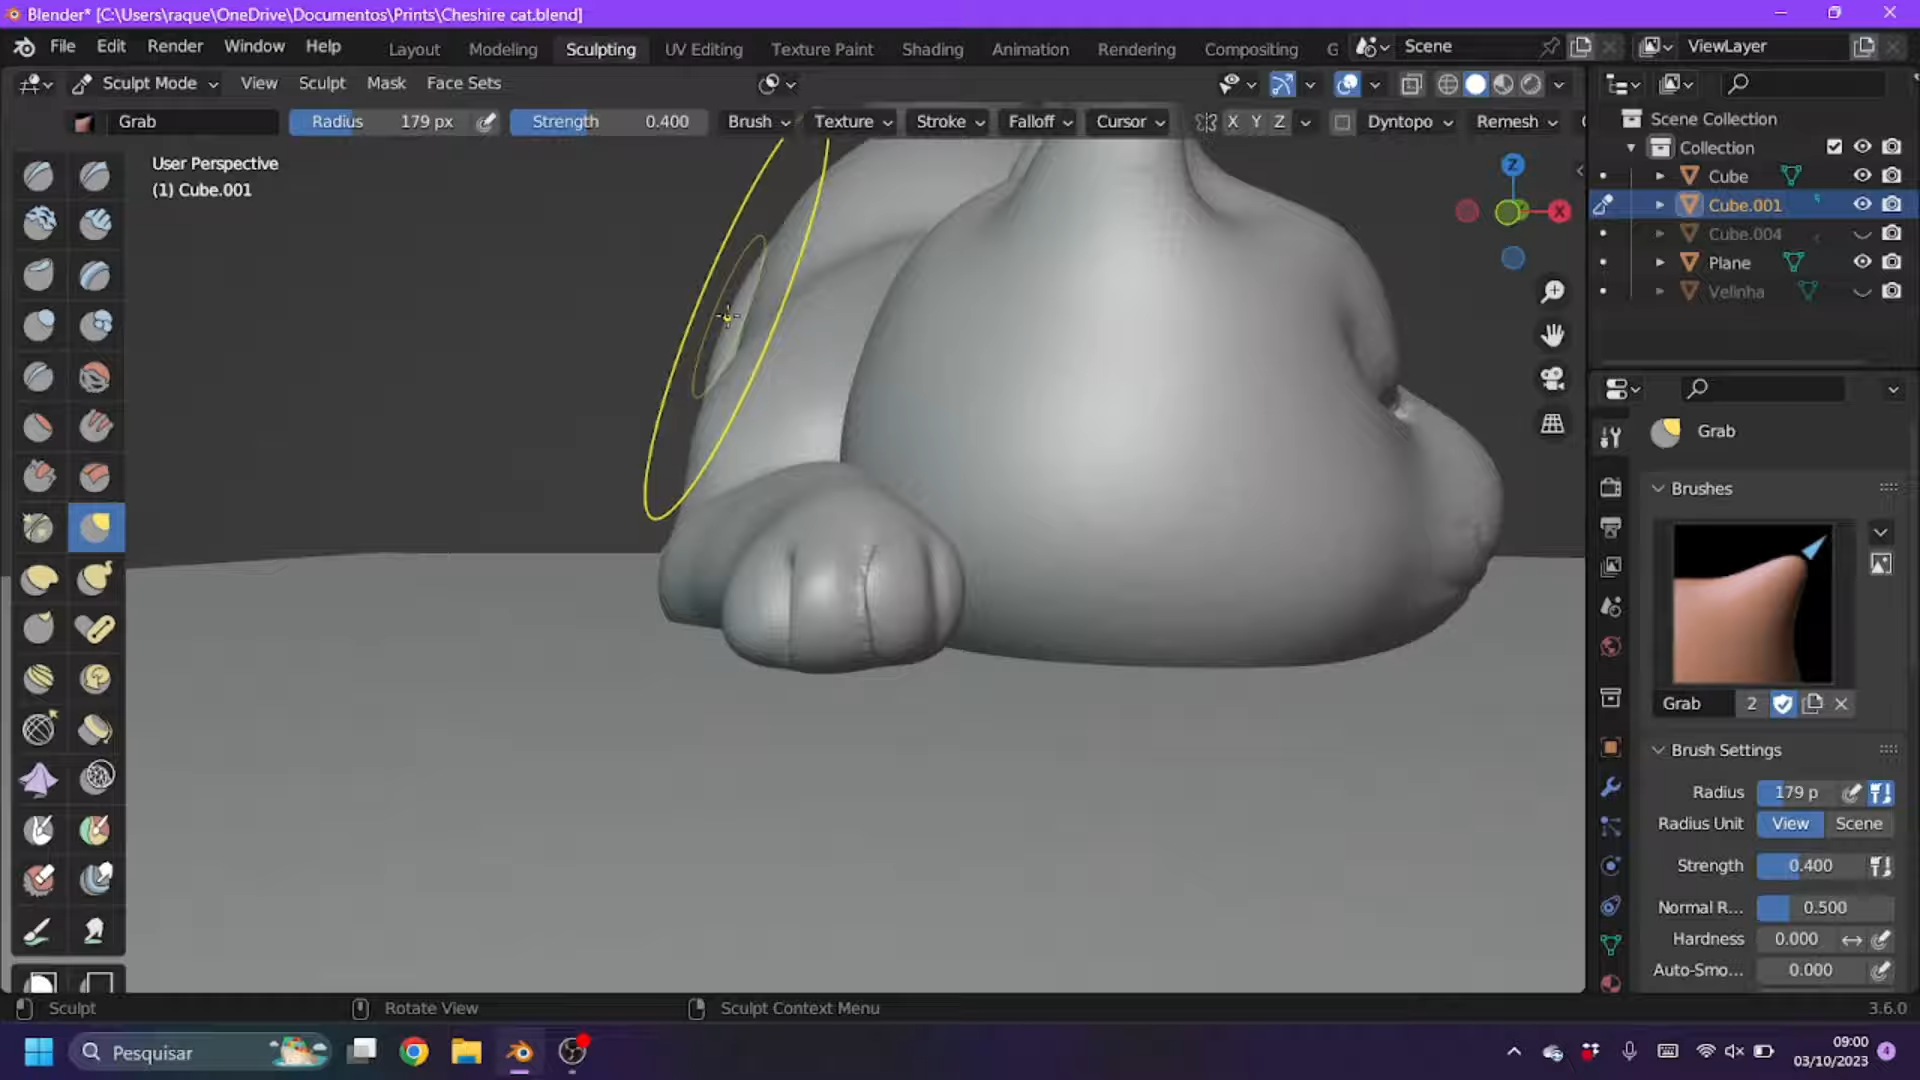 Blender* [C:\Users\raque\OneDrive\Documentos\Prints\Cheshire cat.blend]
File Edit Render Window Help Layout Modeling Sculpting UV Editing Texture Paint Shading Animation Rendering Compositing G Scene ViewLayer
Sculpt Mode View Sculpt Mask Face Sets
Grab Radius 179 px Strength 0.400 Brush Texture Stroke Falloff Cursor X Y Z Dyntopo Remesh
User Perspective
(1) Cube.001
Z
X
Scene Collection
Collection
Cube
Cube.001
Cube.004
Plane
Velinha
Grab
Brushes
Grab 2
Brush Settings
Radius 179 p
Radius Unit View Scene
Strength 0.400
Normal R... 0.500
Hardness 0.000
Auto-Smo... 0.000
Sculpt Rotate View Sculpt Context Menu 3.6.0
Pesquisar
09:00
03/10/2023
4